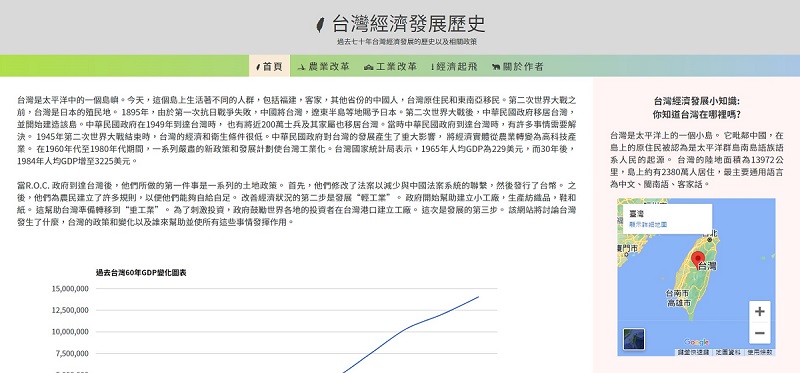 台灣經濟發展歷史
過去七十年台灣經濟發展的歷史以及相關政策
首頁 農業改革 工業改革 經濟起飛 關於作者
台灣是太平洋中的一個島嶼。今天，這個島上生活著不同的人群，包括福建，客家，其他省份的中國人，台灣原住民和東南亞移民。第二次世界大戰之
前，台灣是日本的殖民地。 1895年，由於第一次抗日戰爭失敗，中國將台灣，遼東半島等地賜予日本。第二次世界大戰後，中華民國政府移居台灣，
並開始建造該島。中華民國政府在1949年到達台灣時， 也有將近200萬士兵及其家屬也移居台灣。當時中華民國政府到達台灣時，有許多事情需要解
決。 1945年第二次世界大戰結束時，台灣的經濟和衛生條件很低。中華民國政府對台灣的發展產生了重大影響， 將經濟實體從農業轉變為高科技產
業。 在1960年代至1980年代期間，一系列嚴肅的新政策和發展計劃使台灣工業化。台灣國家統計局表示，1965年人均GDP為229美元，而30年後，
1984年人均GDP增至3225美元。
當R.O.C. 政府到達台灣後，他們所做的第一件事是一系列的土地政策。 首先，他們修改了法案以減少與中國法案系統的聯繫，然後發行了台幣。 之
後，他們為農民建立了許多規則，以便他們能夠自給自足。 改善經濟狀況的第二步是發展“輕工業”。 政府開始幫助建立小工廠，生產紡織品，鞋和
紙。 這幫助台灣準備轉移到“重工業”。 為了刺激投資，政府鼓勵世界各地的投資者在台灣港口建立工廠。 這次是發展的第三步。 該網站將討論台灣
發生了什麼，台灣的政策和變化以及誰來幫助並使所有這些事情發揮作用。
過去台灣60年GDP變化圖表
15,000,000
12,500,000
10,000,000
7,500,000
台灣經濟發展小知識:
你知道台灣在哪裡嗎?
台灣是太平洋上的一個小島。 它毗鄰中國，在
島上的原住民被認為是太平洋群島南島語族語
系人民的起源。 台灣的陸地面積為13972公
里，島上約有2380萬人居住，最主要通用語言
為中文、閩南語、客家話。
臺灣
顯示詳細地圖
台北
廈門市
台灣
台南市
高雄市
+
−
Google
鍵盤快速鍵 地圖資料 使用條款